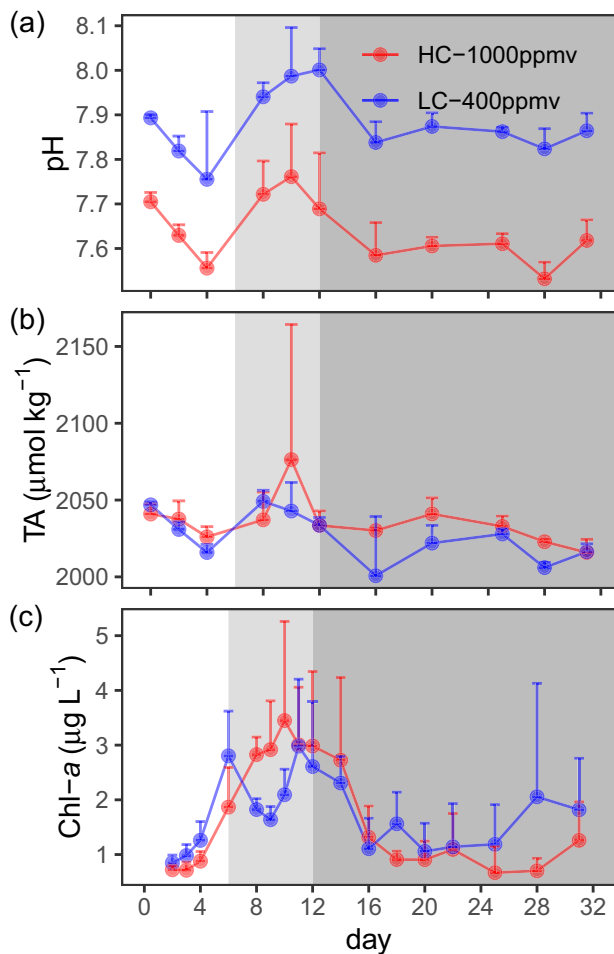 (a)
8.1
8.0
7.9
7.8
7.7
7.6
pH
HC−1000ppmv
LC−400ppmv
(b)
2150
2100
2050
2000
TA (μmol kg⁻¹)
(c)
5
4
3
2
1
Chl−a (μg L⁻¹)
0 4 8 12 16 20 24 28 32
day